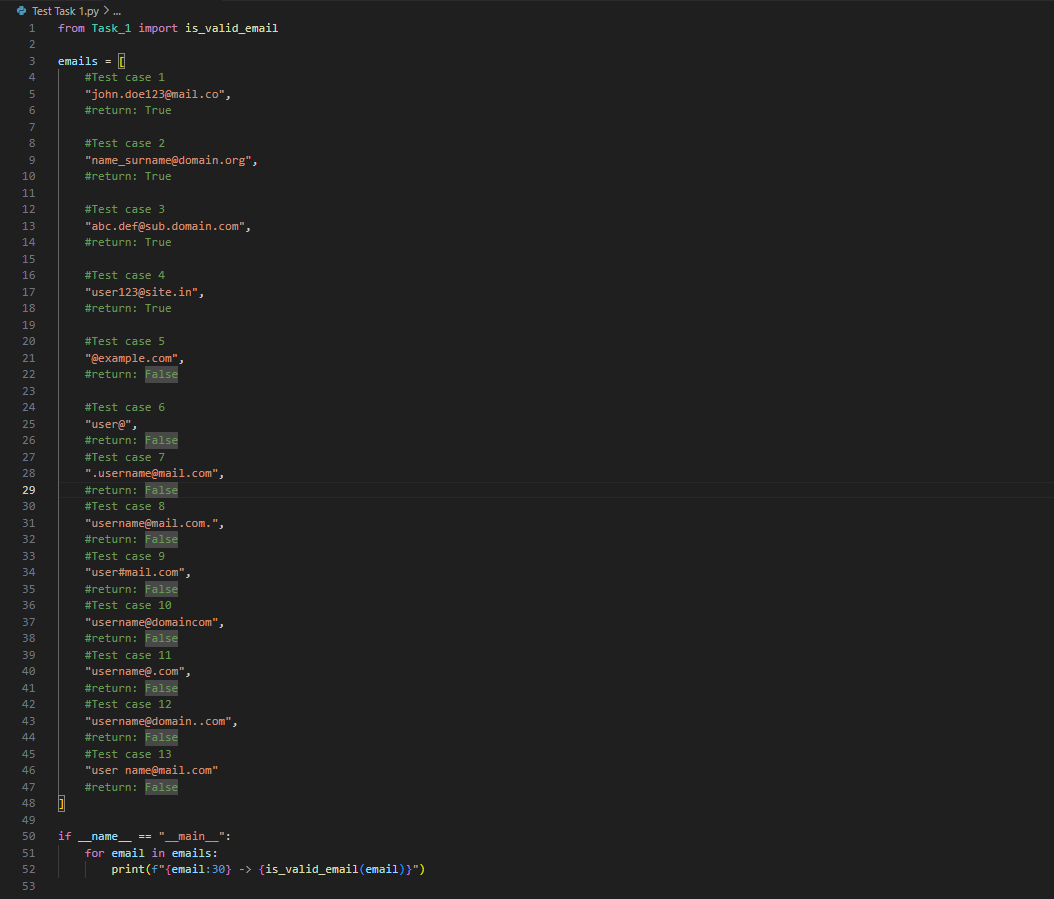 Test Task 1.py > ...
1 from Task_1 import is_valid_email
2
3 emails = [
4     #Test case 1
5     "john.doe123@mail.co",
6     #return: True
7
8     #Test case 2
9     "name_surname@domain.org",
10     #return: True
11
12     #Test case 3
13     "abc.def@sub.domain.com",
14     #return: True
15
16     #Test case 4
17     "user123@site.in",
18     #return: True
19
20     #Test case 5
21     "@example.com",
22     #return: False
23
24     #Test case 6
25     "user@",
26     #return: False
27     #Test case 7
28     ".username@mail.com",
29     #return: False
30     #Test case 8
31     "username@mail.com.",
32     #return: False
33     #Test case 9
34     "user#mail.com",
35     #return: False
36     #Test case 10
37     "username@domaincom",
38     #return: False
39     #Test case 11
40     "username@.com",
41     #return: False
42     #Test case 12
43     "username@domain..com",
44     #return: False
45     #Test case 13
46     "user name@mail.com"
47     #return: False
48 ]
49
50 if __name__ == "__main__":
51     for email in emails:
52         print(f"{email:30} -> {is_valid_email(email)}")
53